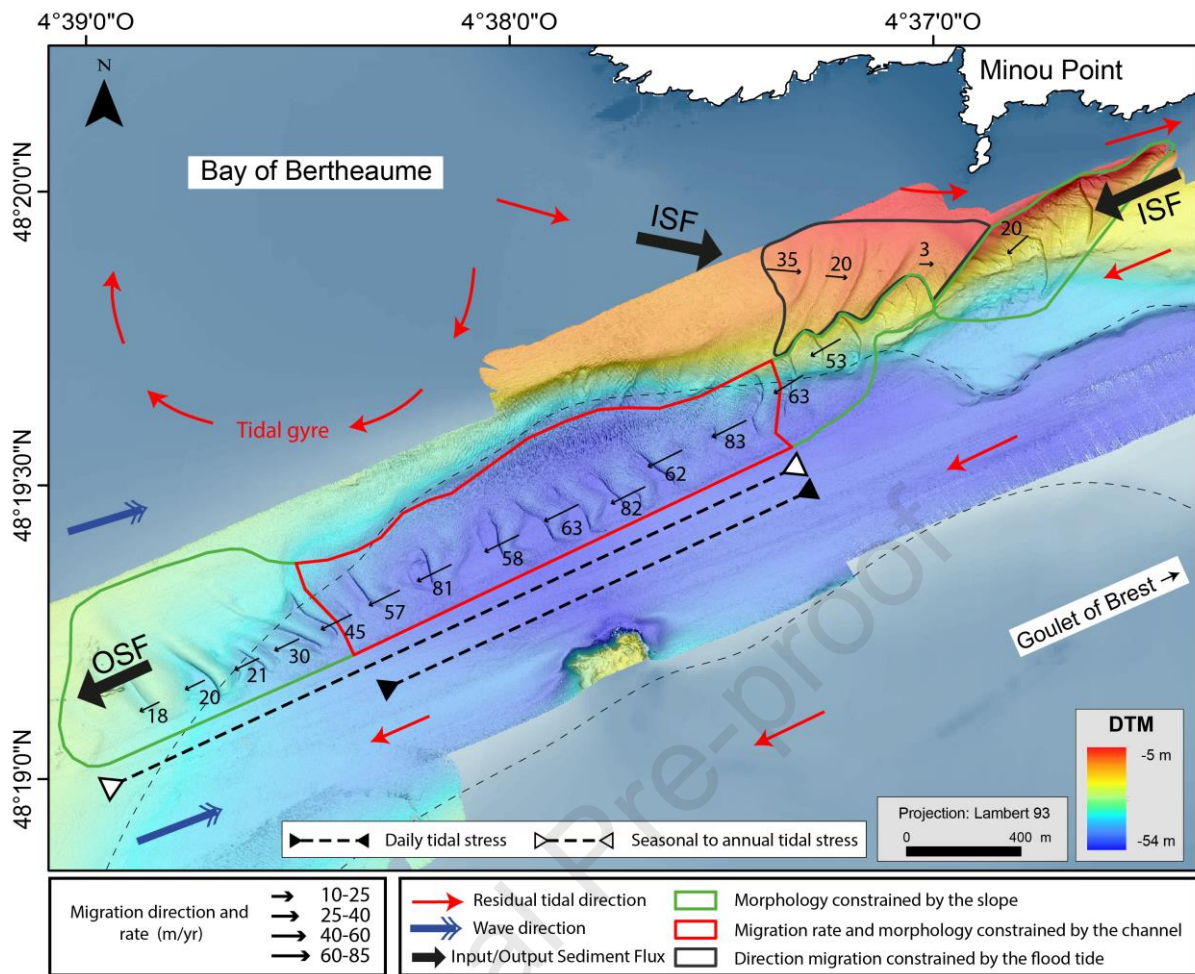 4°39'0"O
4°38'0"O
4°37'0"O
N
Minou Point
Bay of Bertheaume
48°20'0"N
ISF
ISF
20
35
20
3
53
63
Tidal gyre
83
62
48°19'30"N
82
63
58
81
57
45
30
21
20
18
OSF
Goulet of Brest
48°19'0"N
DTM
-5 m
-54 m
Projection: Lambert 93
0
400 m
Daily tidal stress
Seasonal to annual tidal stress
al Pre-proof
Migration direction and
rate (m/yr)
10-25
25-40
40-60
60-85
Residual tidal direction
Wave direction
Input/Output Sediment Flux
Morphology constrained by the slope
Migration rate and morphology constrained by the channel
Direction migration constrained by the flood tide